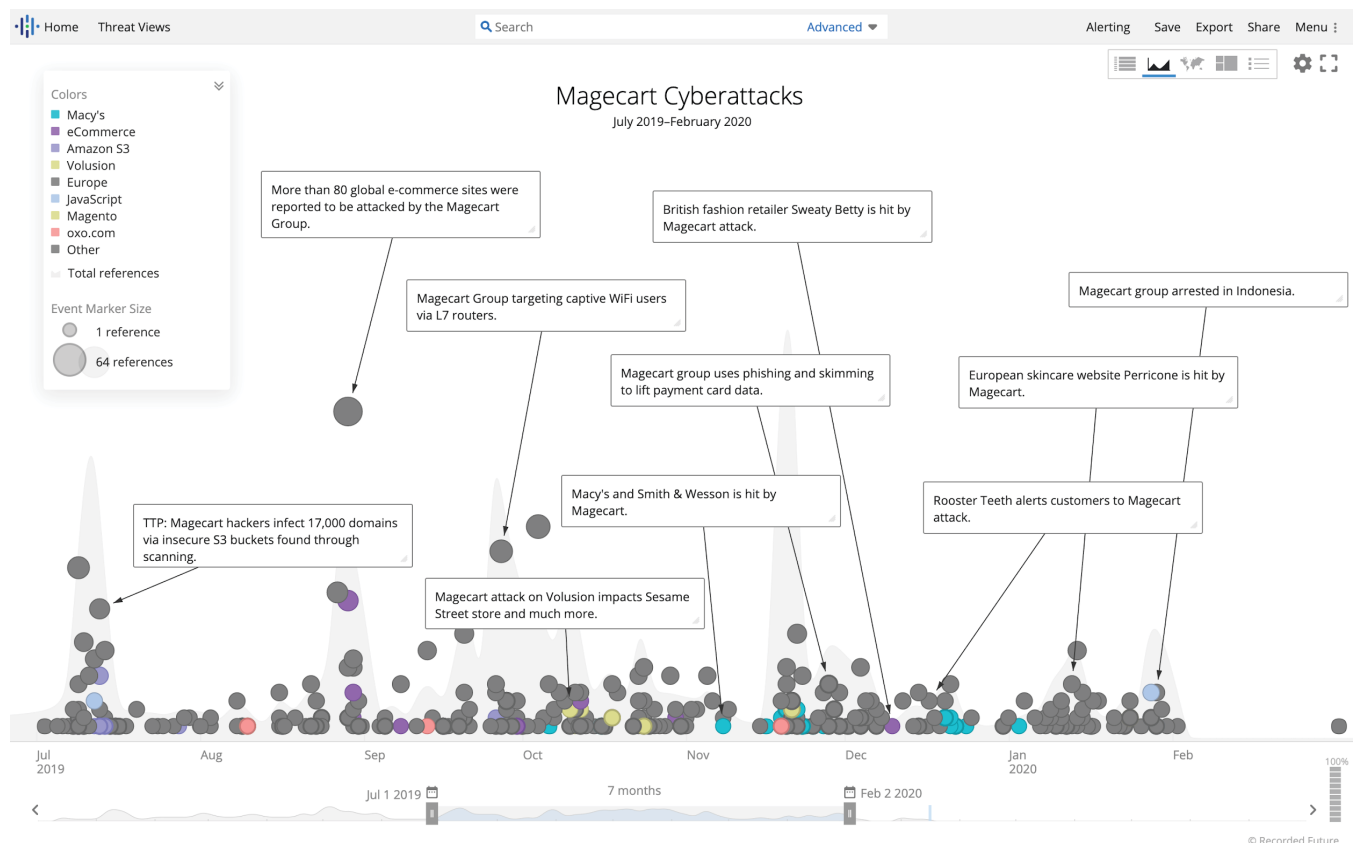 Home Threat Views Search Advanced Alerting Save Export Share Menu
Magecart Cyberattacks
July 2019–February 2020
Colors
Macy's
eCommerce
Amazon S3
Volusion
Europe
JavaScript
Magento
oxo.com
Other
Total references
Event Marker Size
1 reference
64 references
More than 80 global e-commerce sites were
reported to be attacked by the Magecart
Group.
British fashion retailer Sweaty Betty is hit by
Magecart attack.
Magecart Group targeting captive WiFi users
via L7 routers.
Magecart group arrested in Indonesia.
Magecart group uses phishing and skimming
to lift payment card data.
European skincare website Perricone is hit by
Magecart.
Macy's and Smith & Wesson is hit by
Magecart.
Rooster Teeth alerts customers to Magecart
attack.
TTP: Magecart hackers infect 17,000 domains
via insecure S3 buckets found through
scanning.
Magecart attack on Volusion impacts Sesame
Street store and much more.
Jul Aug Sep Oct Nov Dec Jan Feb
2019 2020
100%
Jul 1 2019 7 months Feb 2 2020
© Recorded Future